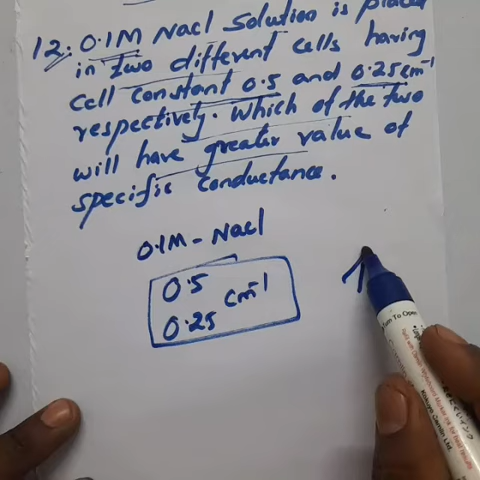 12. 0.1M Nacl Solution is placed
in two different cells having
cell constant 0.5 and 0.25cm⁻¹
respectively. Which of the two
will have greater value of
specific conductance.
0.1M - Nacl
0.5
cm⁻¹
0.25